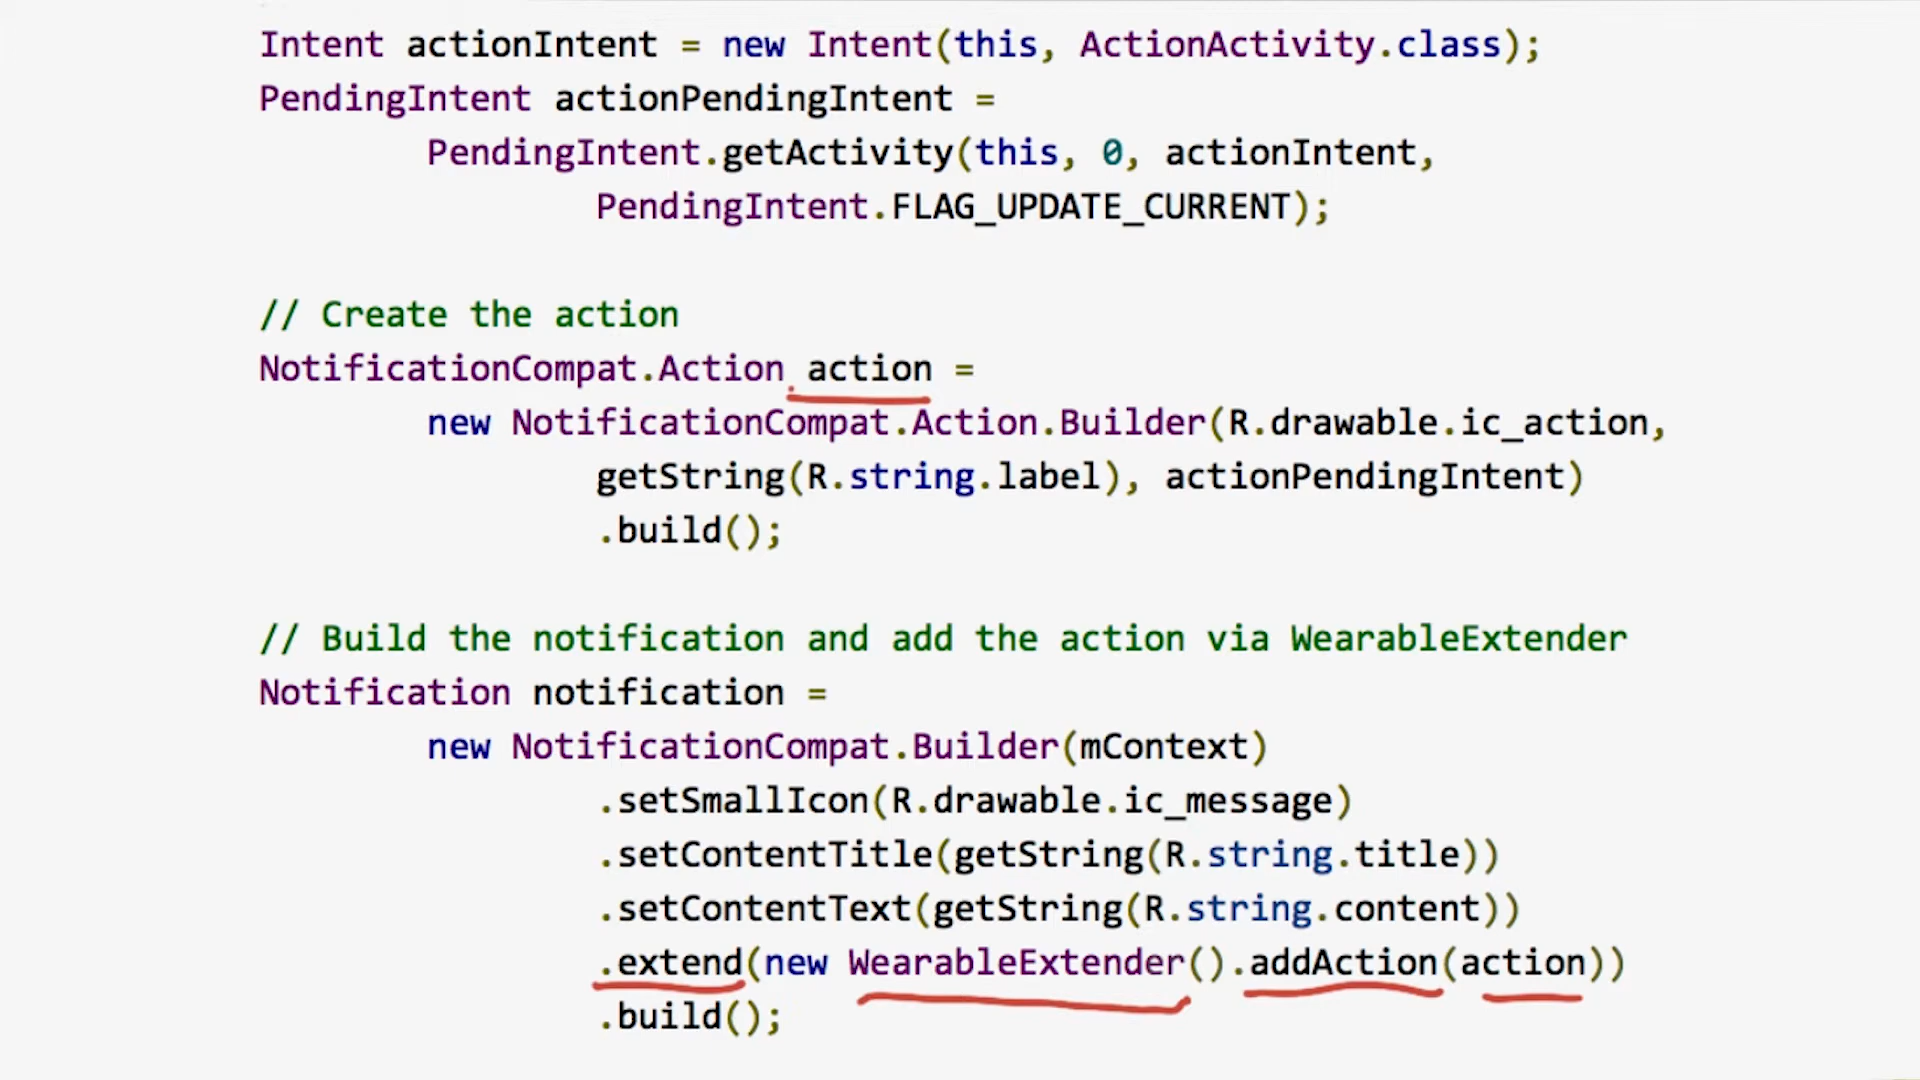 Intent actionIntent = new Intent(this, ActionActivity.class);
PendingIntent actionPendingIntent =
PendingIntent.getActivity(this, 0, actionIntent,
PendingIntent.FLAG_UPDATE_CURRENT);
// Create the action
NotificationCompat.Action action =
new NotificationCompat.Action.Builder(R.drawable.ic_action,
getString(R.string.label), actionPendingIntent)
.build();
// Build the notification and add the action via WearableExtender
Notification notification =
new NotificationCompat.Builder(mContext)
.setSmallIcon(R.drawable.ic_message)
.setContentTitle(getString(R.string.title))
.setContentText(getString(R.string.content))
.extend(new WearableExtender().addAction(action))
.build();